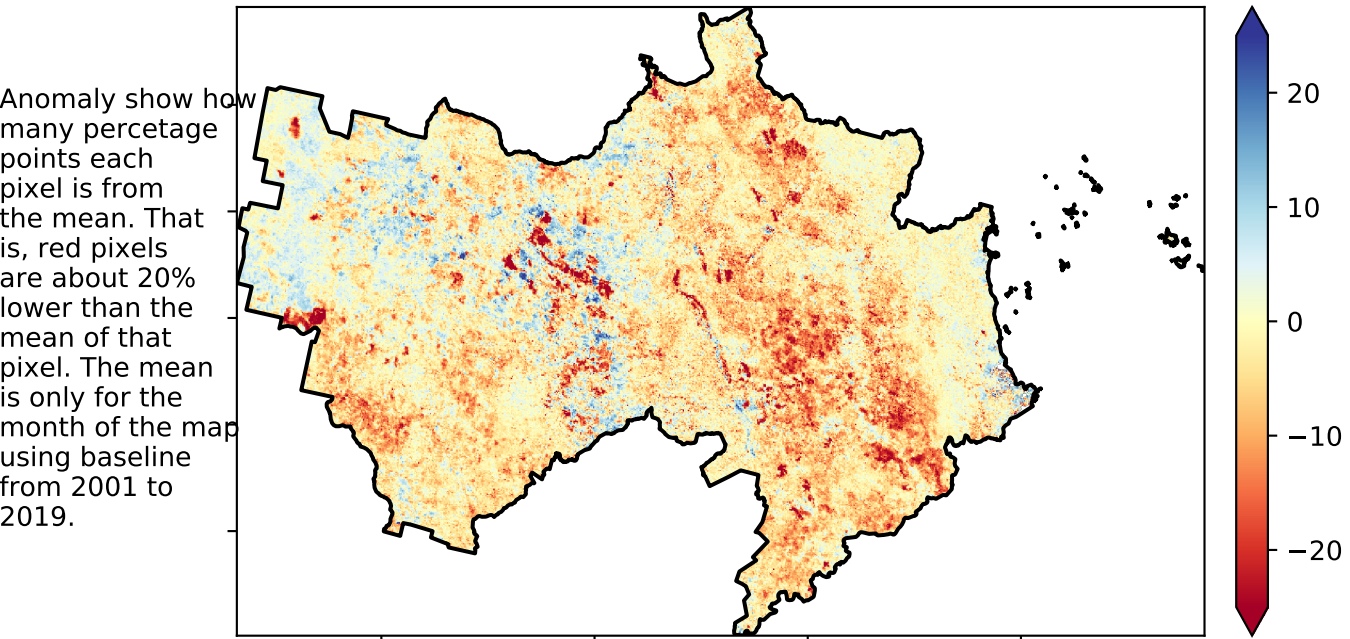 Anomaly show how
many percetage
points each
pixel is from
the mean. That
is, red pixels
are about 20%
lower than the
mean of that
pixel. The mean
is only for the
month of the map
using baseline
from 2001 to
2019.
20
10
0
−10
−20